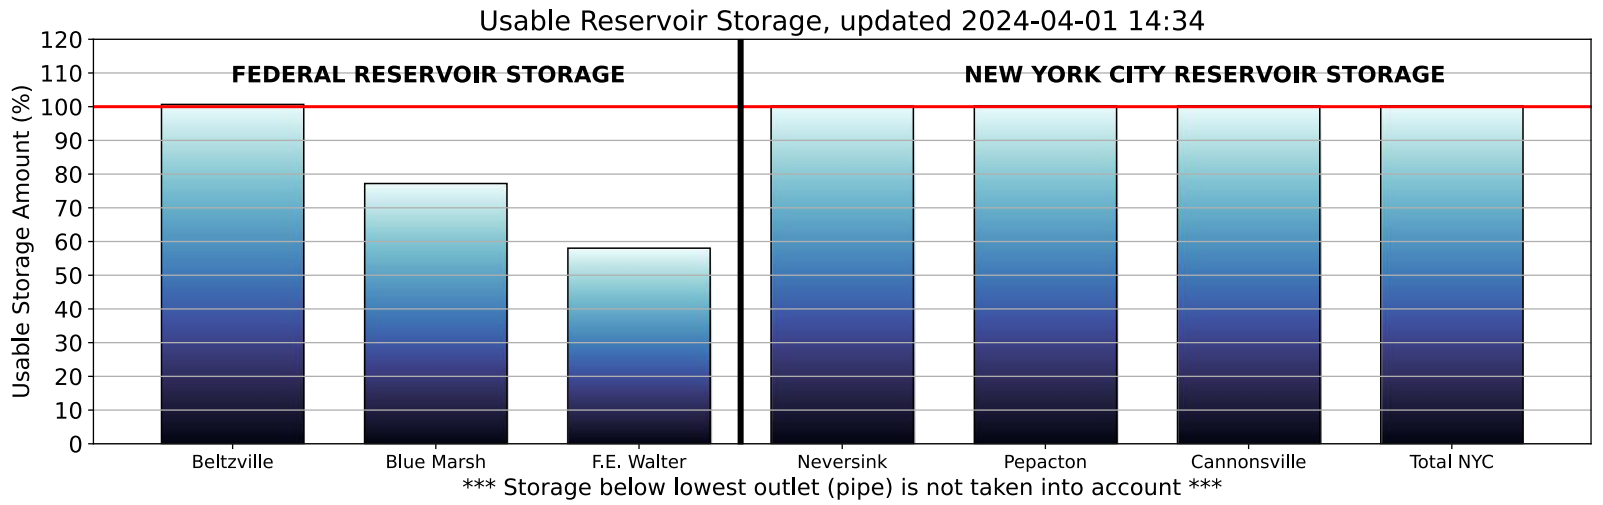 Usable Reservoir Storage, updated 2024-04-01 14:34
FEDERAL RESERVOIR STORAGE
NEW YORK CITY RESERVOIR STORAGE
Usable Storage Amount (%)
120
110
100
90
80
70
60
50
40
30
20
10
0
Beltzville
Blue Marsh
F.E. Walter
Neversink
Pepacton
Cannonsville
Total NYC
*** Storage below lowest outlet (pipe) is not taken into account ***